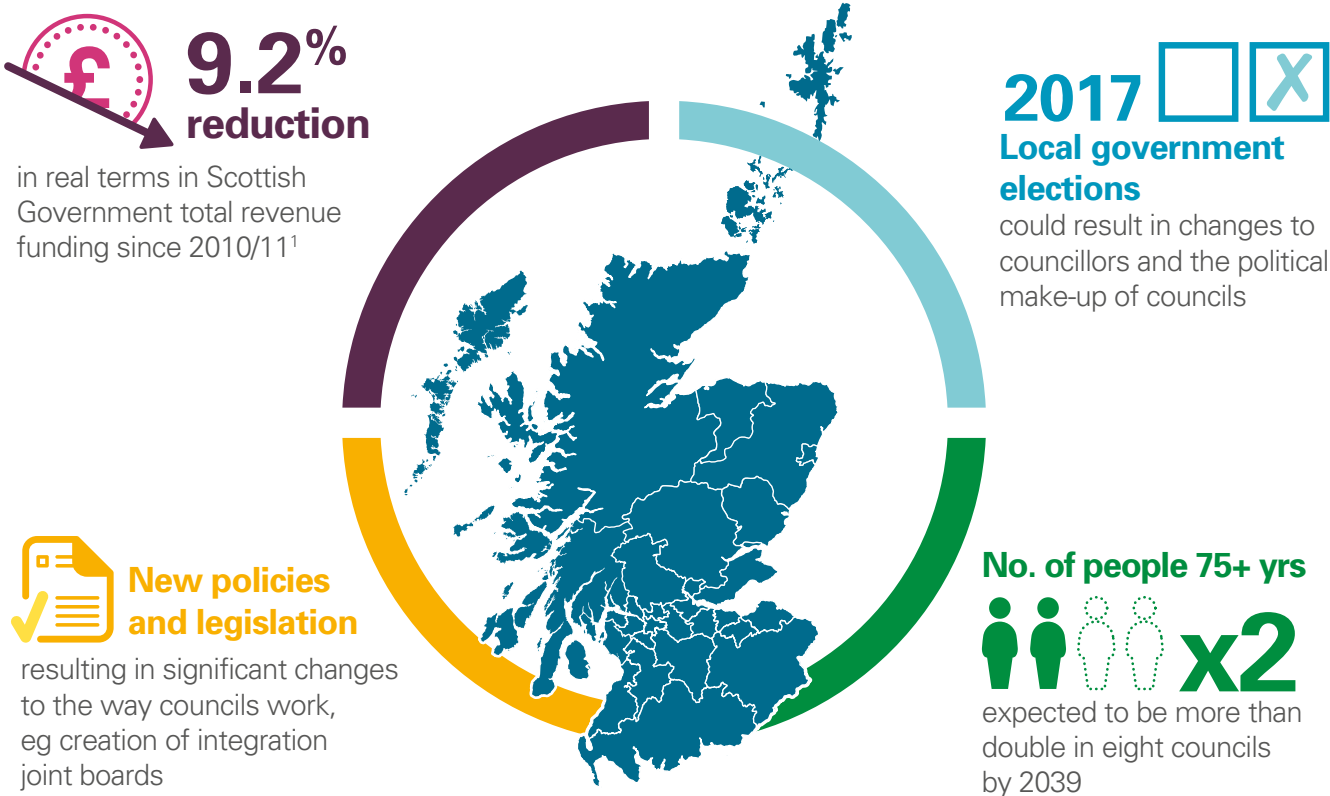 £
9.2%
reduction
in real terms in Scottish
Government total revenue
funding since 2010/11¹
2017
Local government
elections
could result in changes to
councillors and the political
make-up of councils
New policies
and legislation
resulting in significant changes
to the way councils work,
eg creation of integration
joint boards
No. of people 75+ yrs
x2
expected to be more than
double in eight councils
by 2039